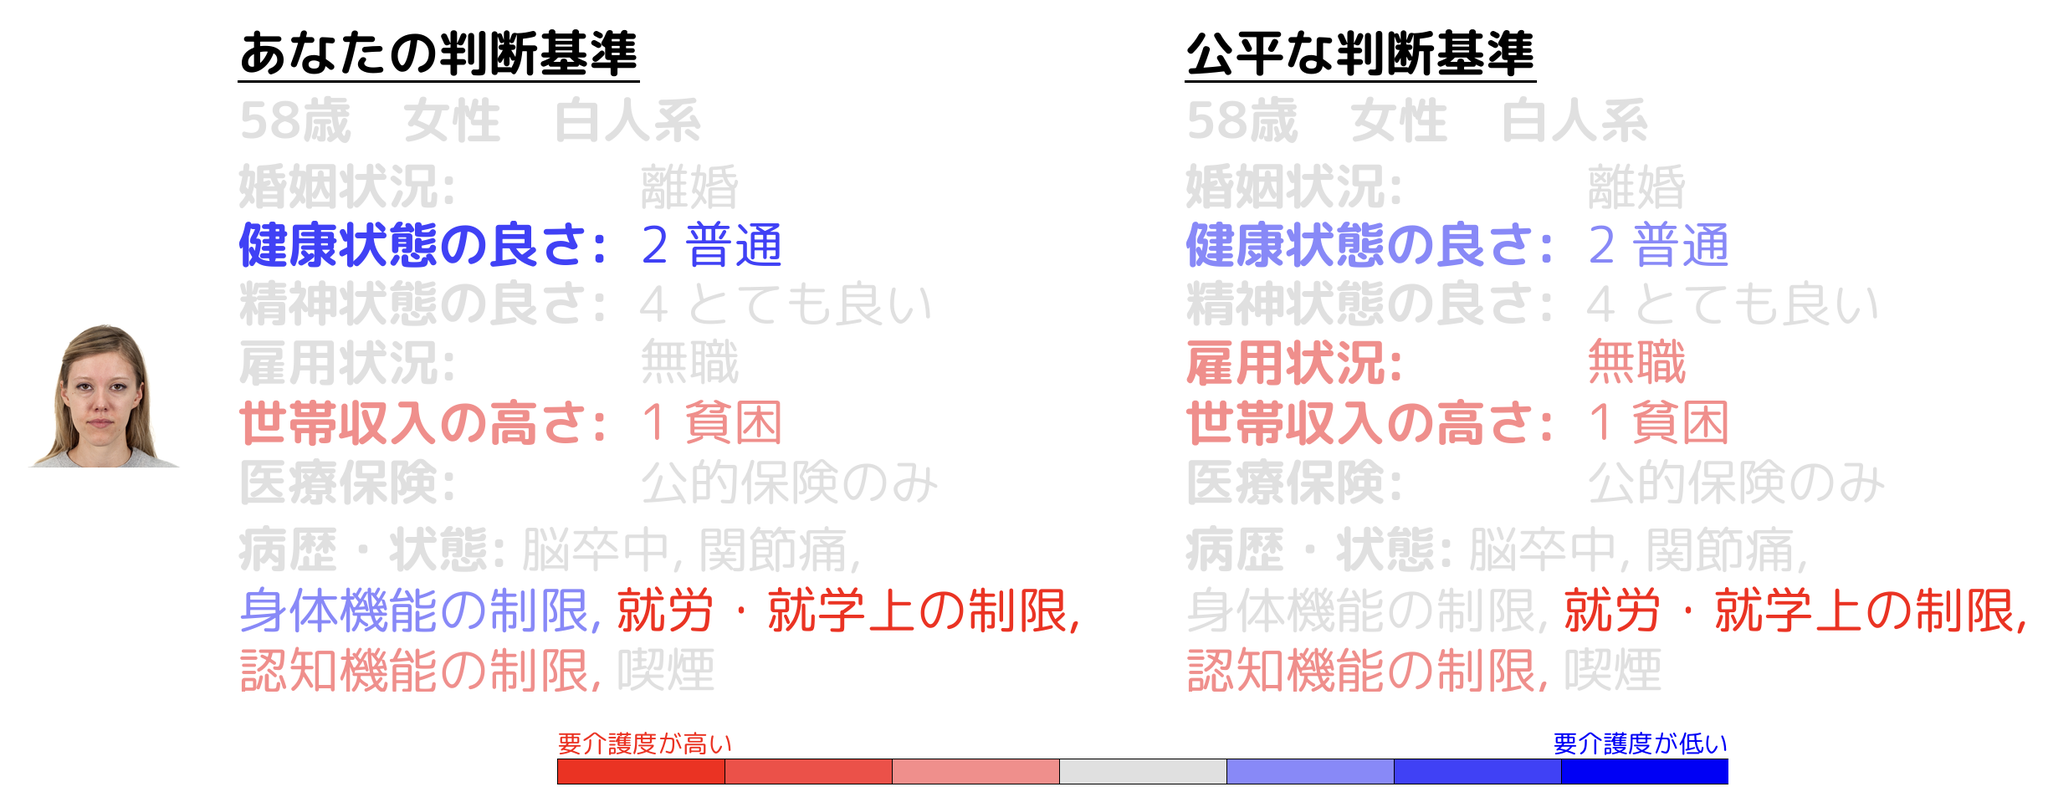 あなたの判断基準
58歳 女性 白人系
婚姻状況: 離婚
健康状態の良さ: 2 普通
精神状態の良さ: 4 とても良い
雇用状況: 無職
世帯収入の高さ: 1 貧困
医療保険: 公的保険のみ
病歴・状態: 脳卒中, 関節痛,
身体機能の制限, 就労・就学上の制限,
認知機能の制限, 喫煙
公平な判断基準
58歳 女性 白人系
婚姻状況: 離婚
健康状態の良さ: 2 普通
精神状態の良さ: 4 とても良い
雇用状況: 無職
世帯収入の高さ: 1 貧困
医療保険: 公的保険のみ
病歴・状態: 脳卒中, 関節痛,
身体機能の制限, 就労・就学上の制限,
認知機能の制限, 喫煙
要介護度が高い
要介護度が低い